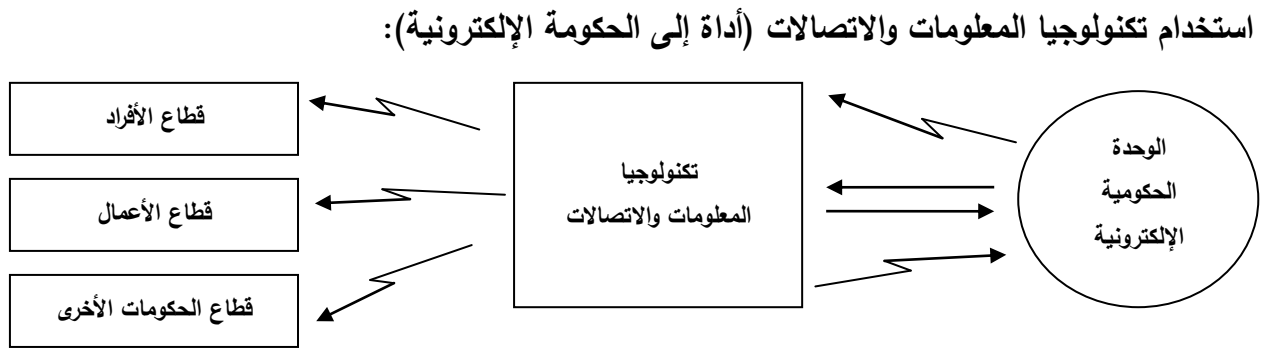 استخدام تكنولوجيا المعلومات والاتصالات (أداة إلى الحكومة الإلكترونية):
الوحدة
الحكومية
الإلكترونية
تكنولوجيا
المعلومات والاتصالات
قطاع الأفراد
قطاع الأعمال
قطاع الحكومات الأخرى